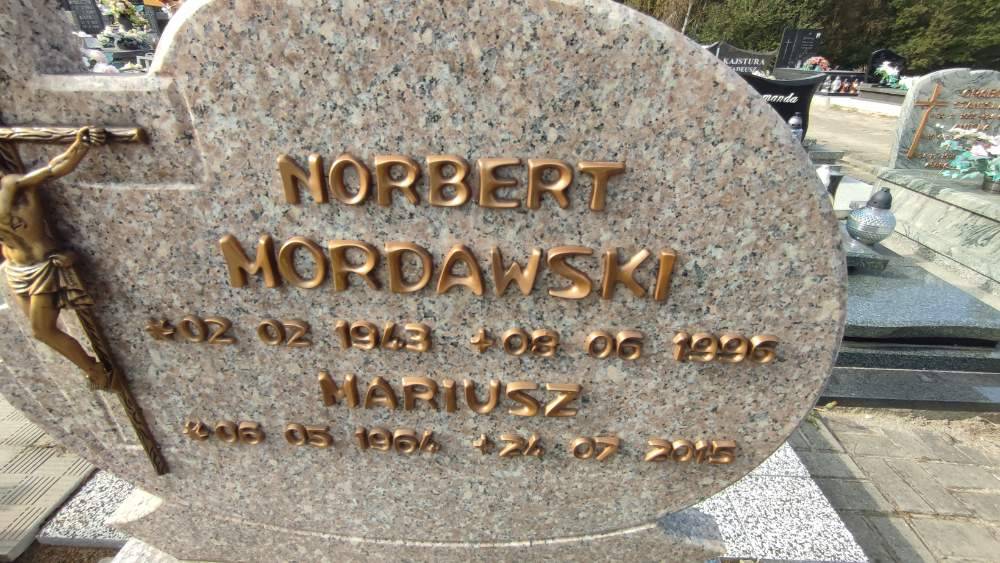 NORBERT
MORDAWSKI
*02 02 1943 +08 06 1996
MARIUSZ
*06 05 1964 +24 07 2015
KAJSTURA